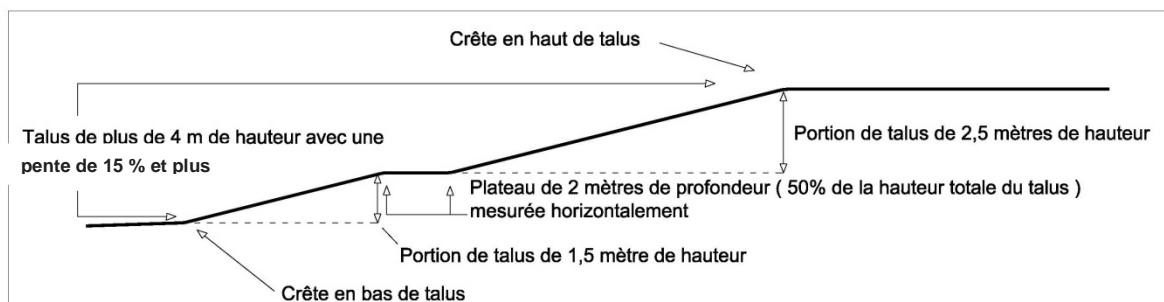 Crête en haut de talus
Talus de plus de 4 m de hauteur avec une
pente de 15 % et plus
Portion de talus de 2,5 mètres de hauteur
Plateau de 2 mètres de profondeur ( 50% de la hauteur totale du talus )
mesurée horizontalement
Portion de talus de 1,5 mètre de hauteur
Crête en bas de talus